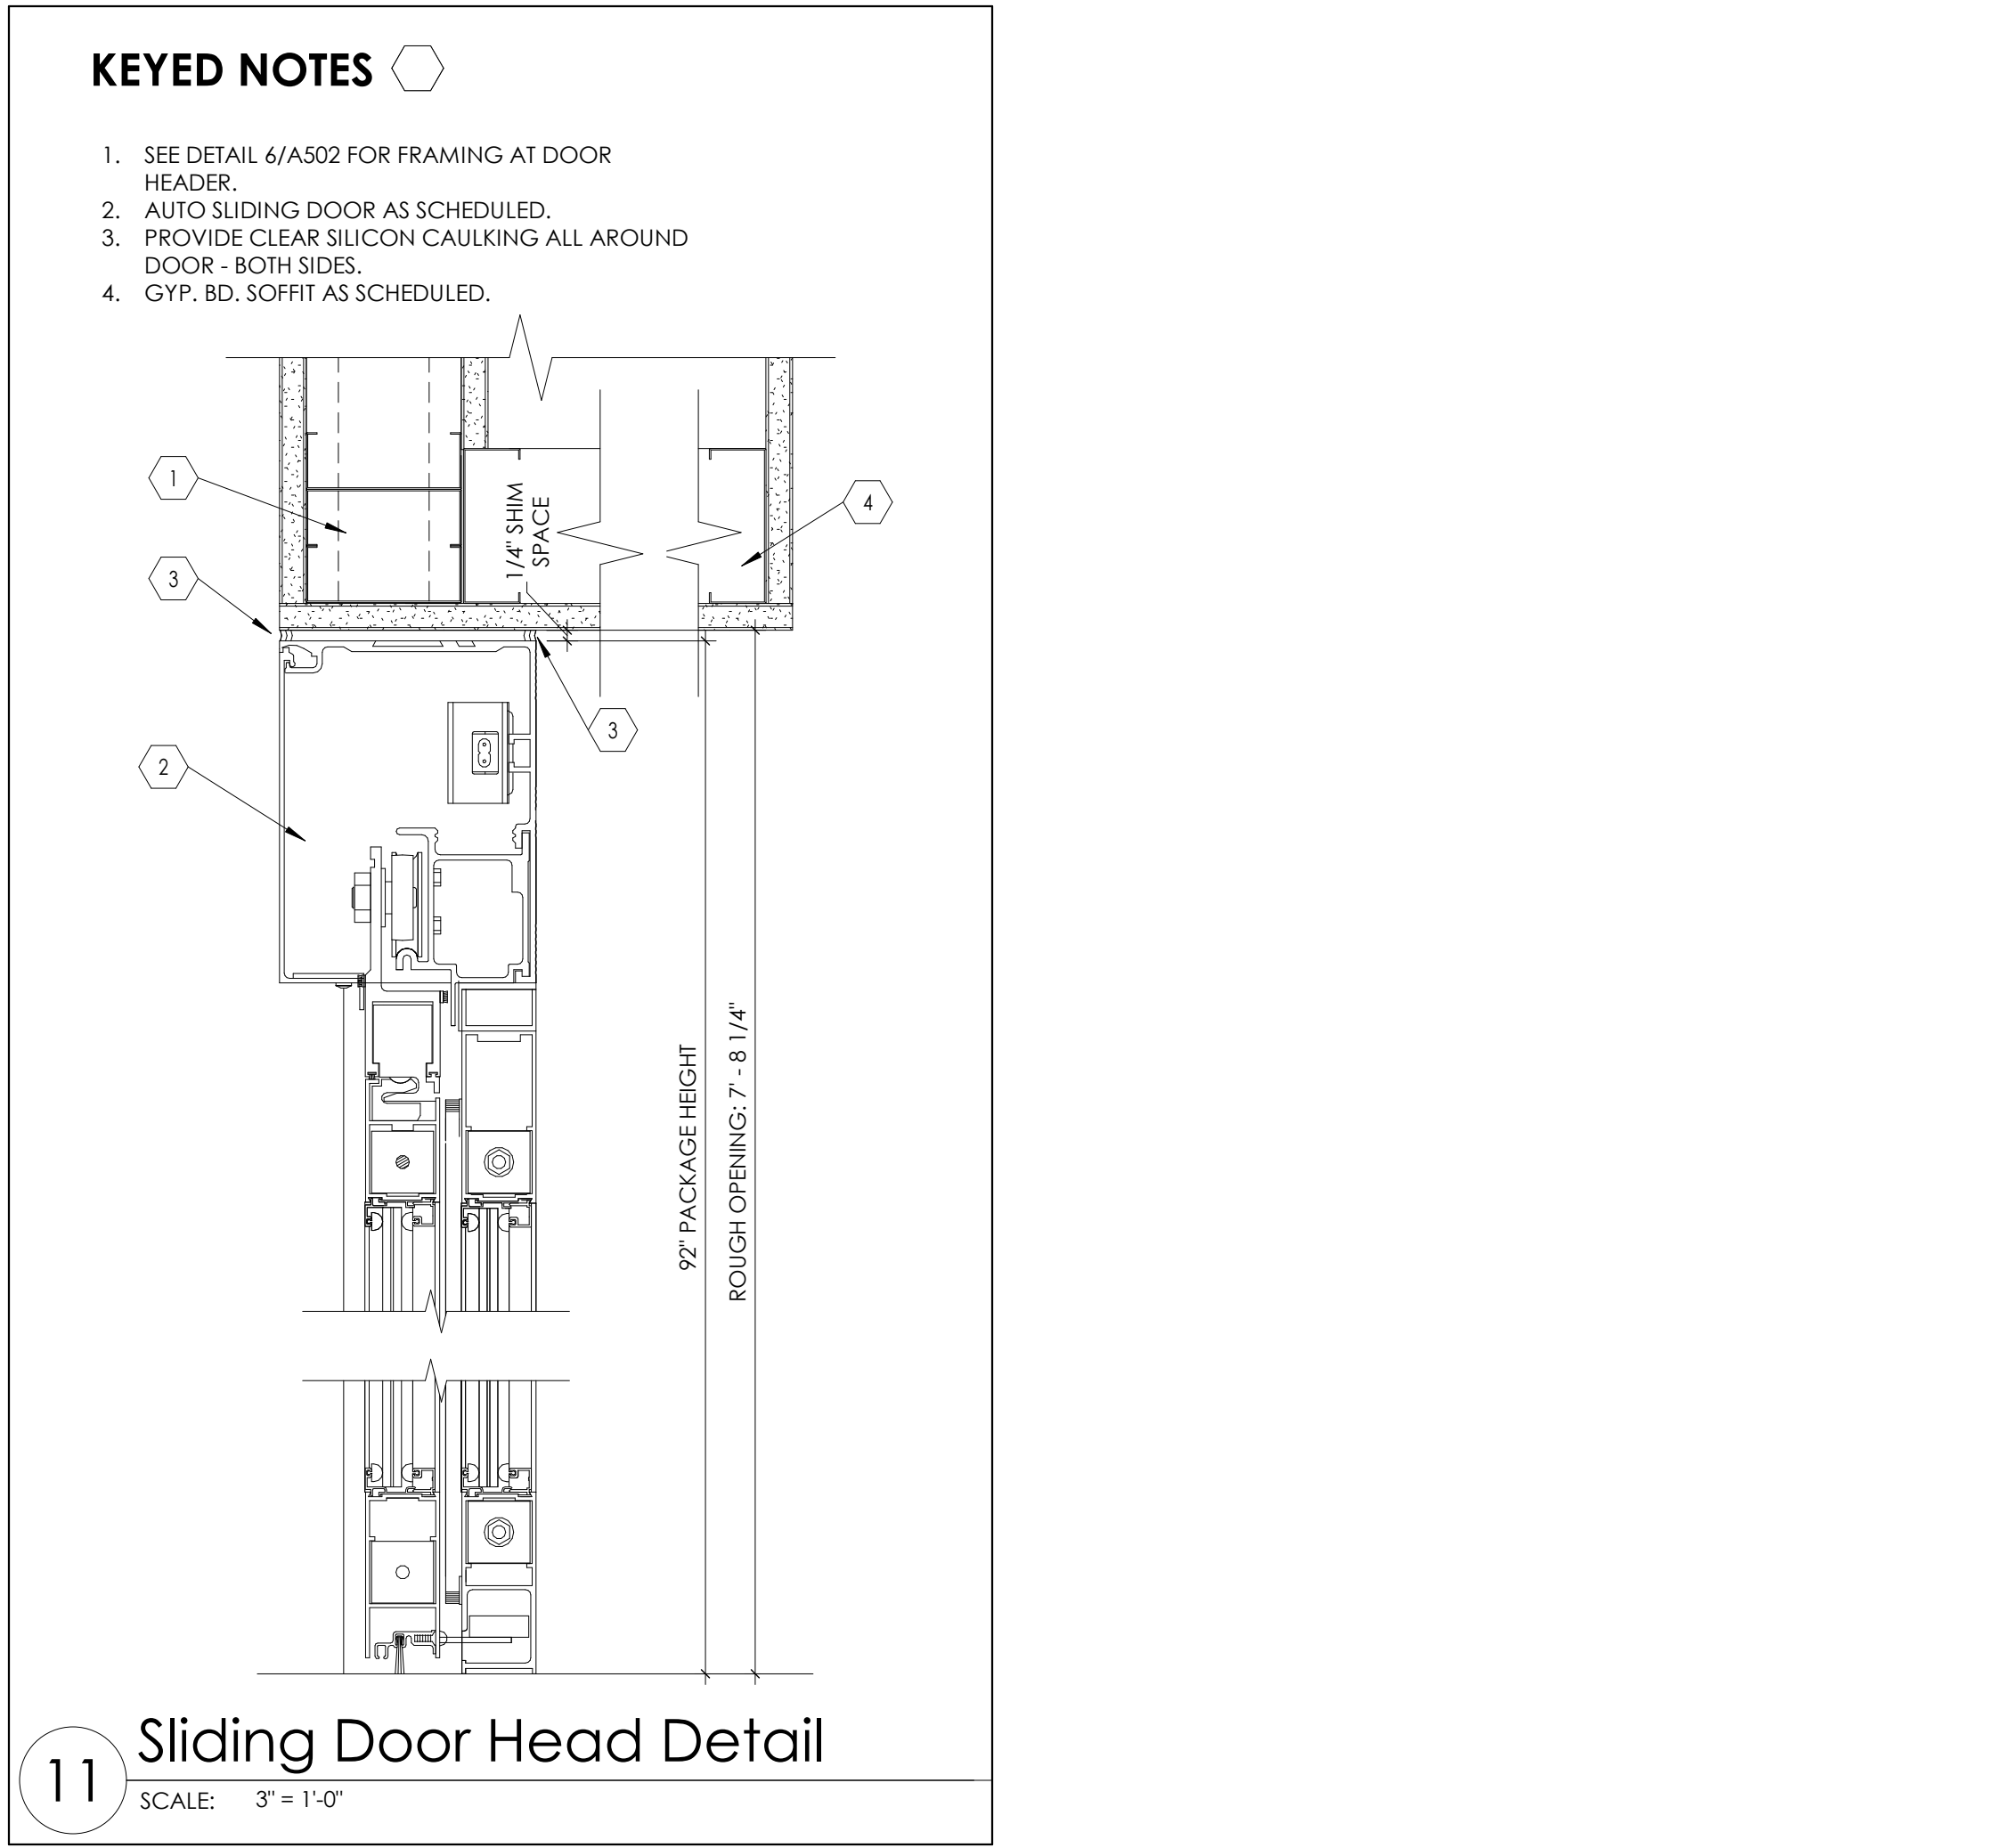 KEYED NOTES
1. SEE DETAIL 6/A502 FOR FRAMING AT DOOR
HEADER.
2. AUTO SLIDING DOOR AS SCHEDULED.
3. PROVIDE CLEAR SILICON CAULKING ALL AROUND
DOOR - BOTH SIDES.
4. GYP. BD. SOFFIT AS SCHEDULED.
1
1/4" SHIM
SPACE
4
3
3
2
92" PACKAGE HEIGHT
ROUGH OPENING: 7' - 8 1/4"
11
Sliding Door Head Detail
SCALE: 3" = 1'-0"